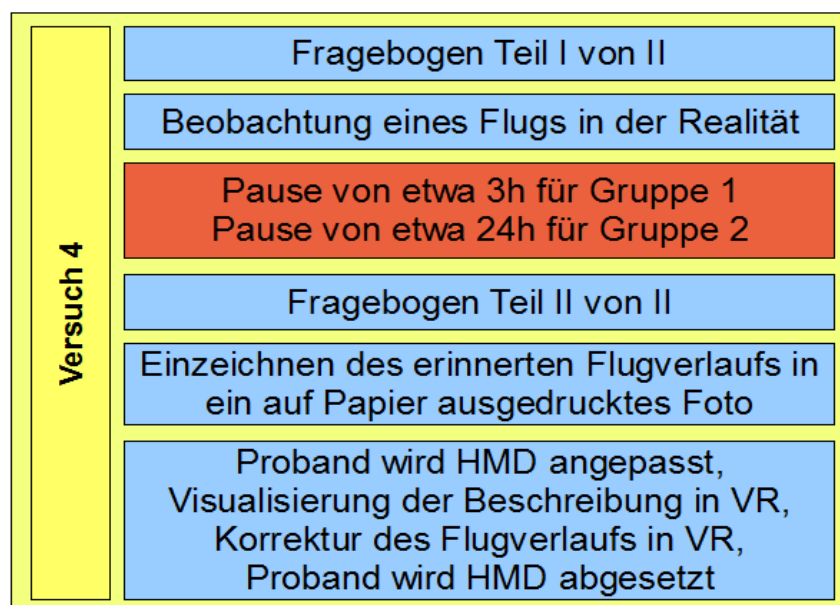 Versuch 4
Fragebogen Teil I von II
Beobachtung eines Flugs in der Realität
Pause von etwa 3h für Gruppe 1
Pause von etwa 24h für Gruppe 2
Fragebogen Teil II von II
Einzeichnen des erinnerten Flugverlaufs in
ein auf Papier ausgedrucktes Foto
Proband wird HMD angepasst,
Visualisierung der Beschreibung in VR,
Korrektur des Flugverlaufs in VR,
Proband wird HMD abgesetzt